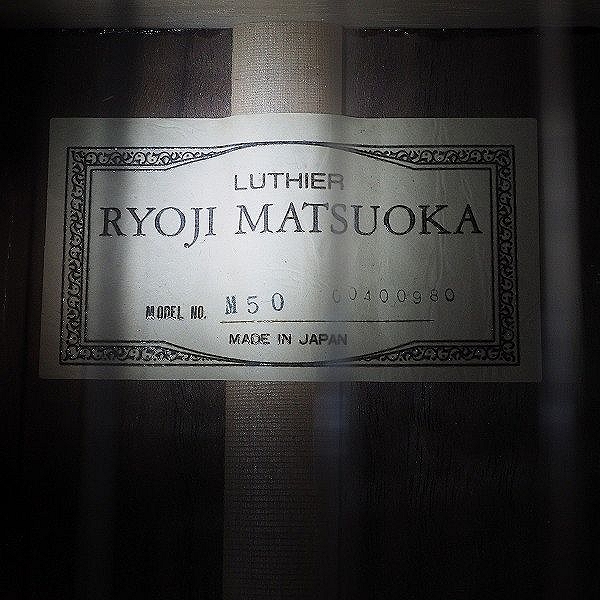 LUTHIER
RYOJI MATSUOKA
MODEL NO. M50 00400980
MADE IN JAPAN